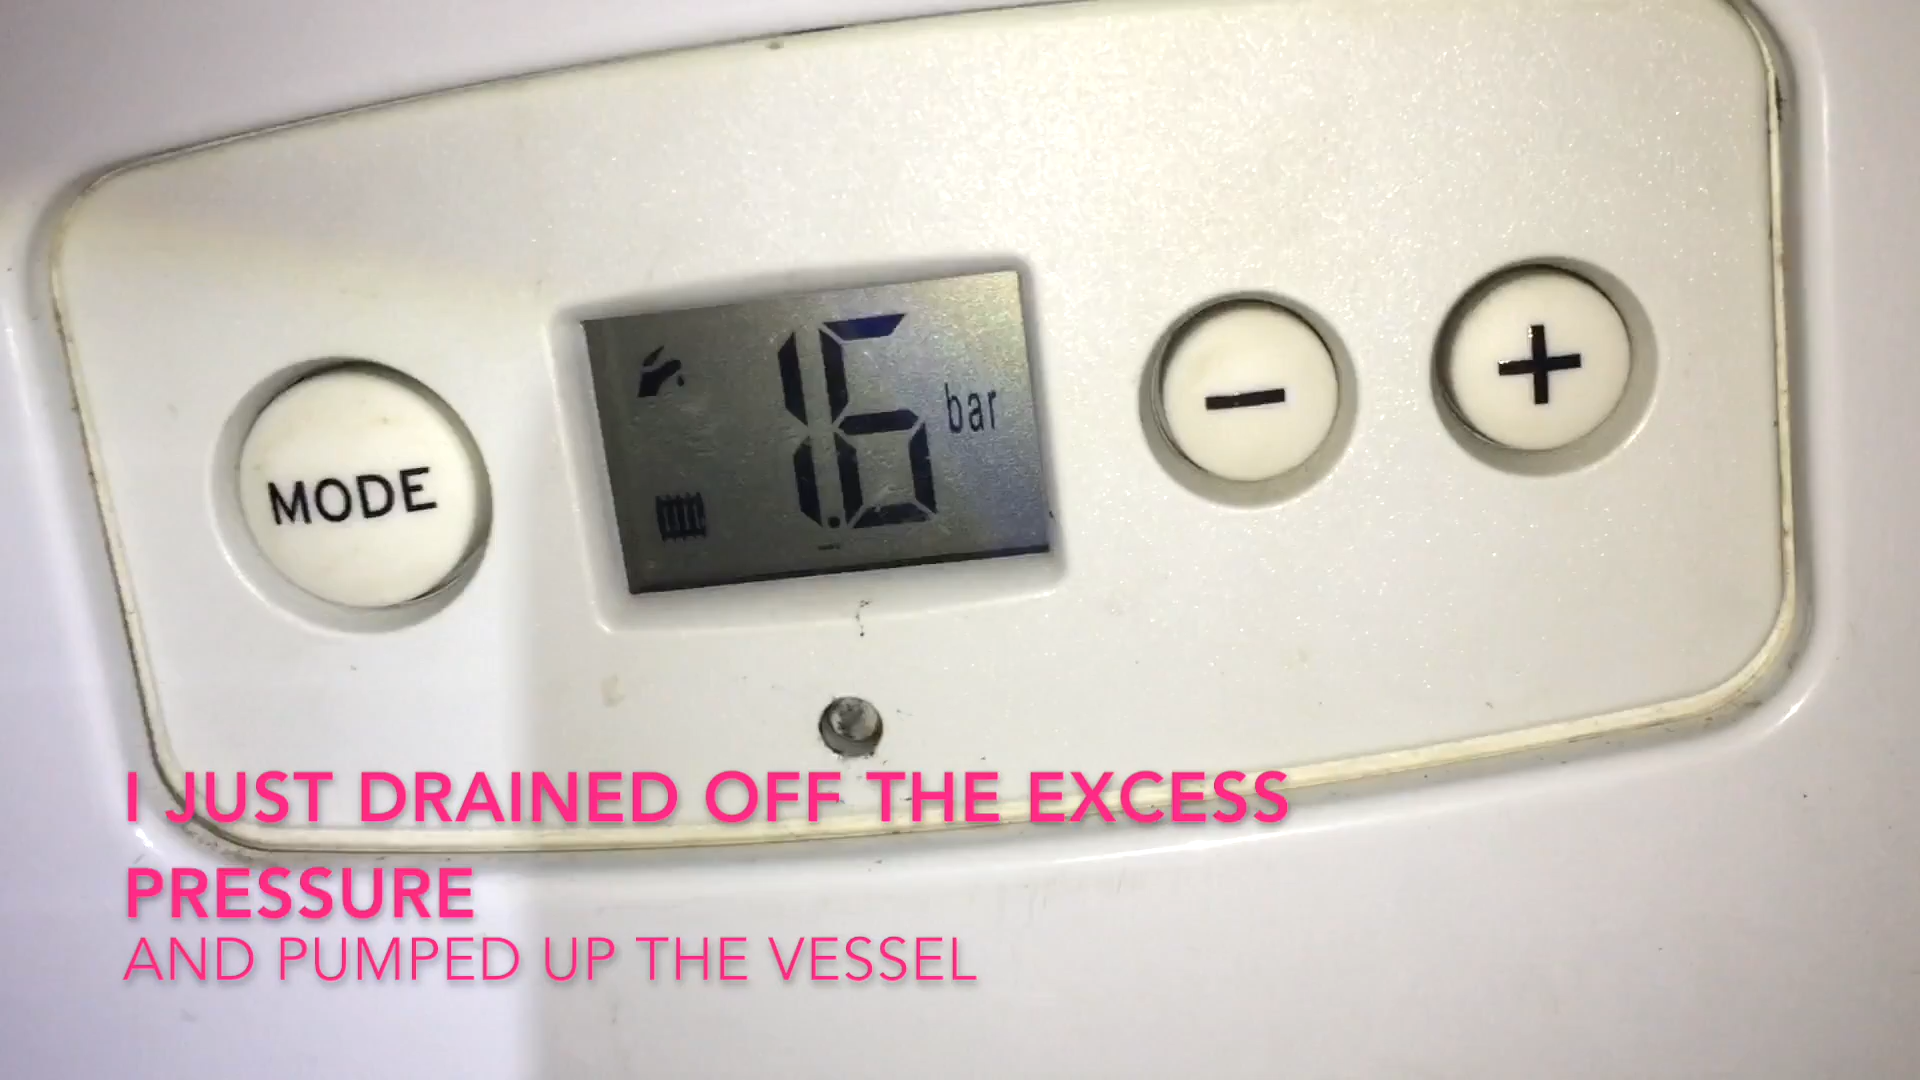 MODE
1.6 bar
−
+
I JUST DRAINED OFF THE EXCESS
PRESSURE
AND PUMPED UP THE VESSEL